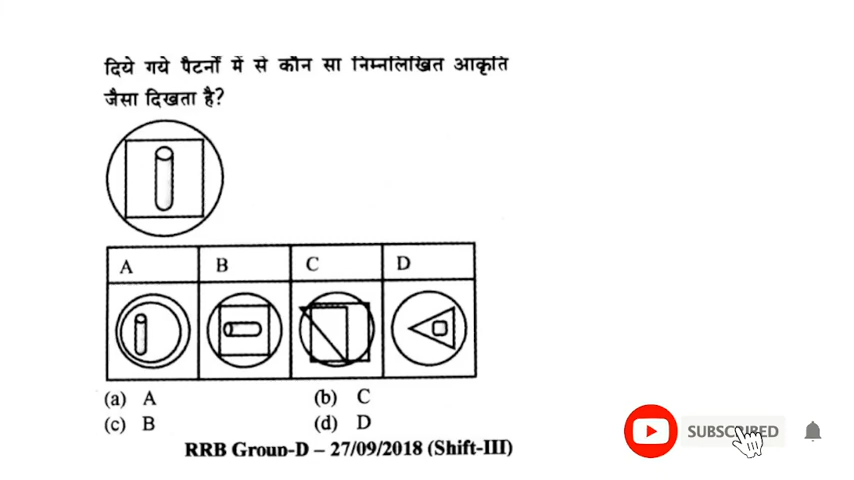 दिये गये पैटर्नों में से कौन सा निम्नलिखित आकृति
जैसा दिखता है?
A B C D
(a) A (b) C
(c) B (d) D
RRB Group-D – 27/09/2018 (Shift-III)
SUBSCRIBED